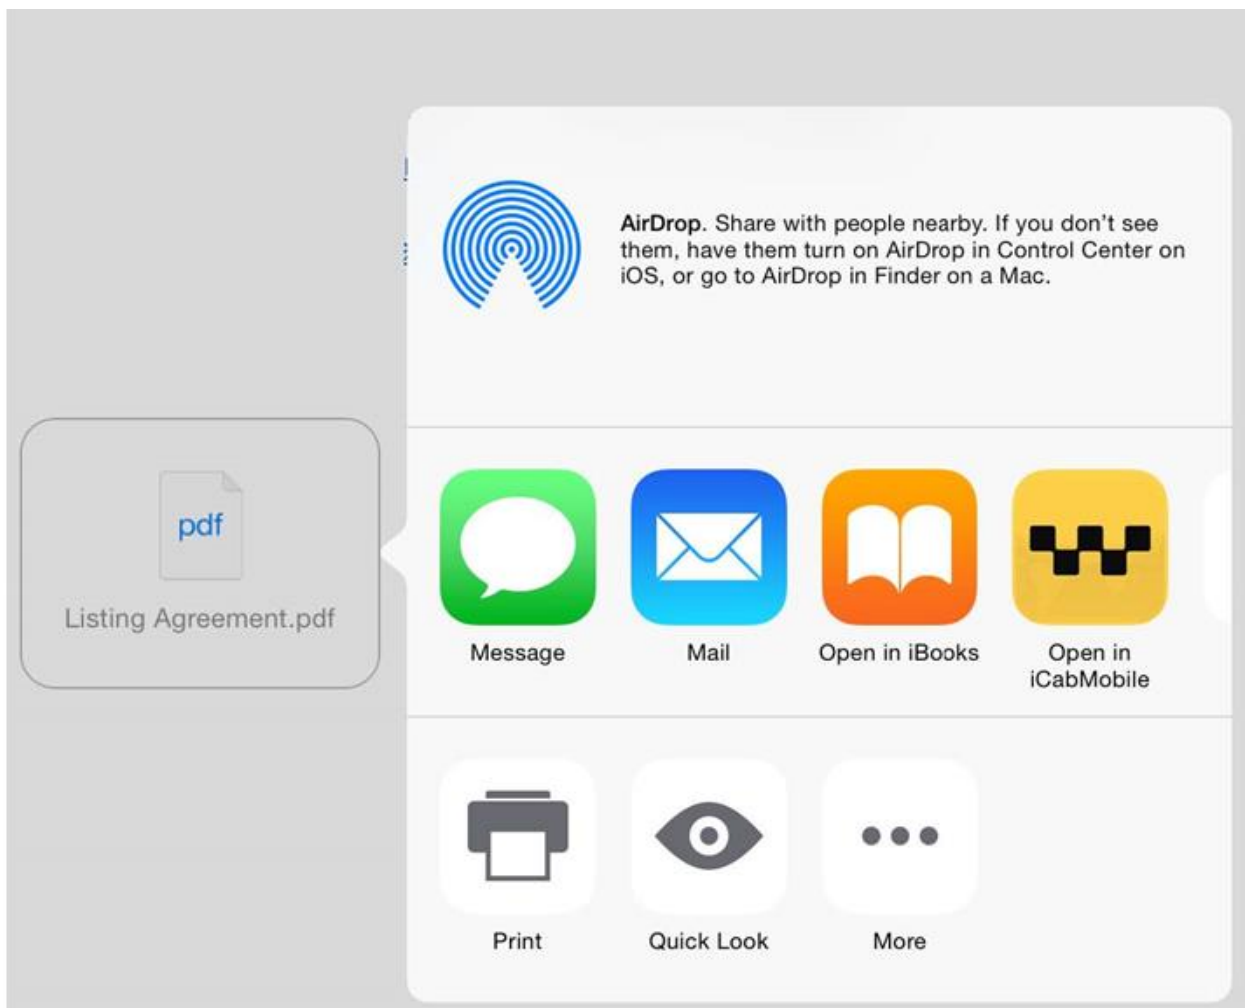 AirDrop. Share with people nearby. If you don't see
them, have them turn on AirDrop in Control Center on
iOS, or go to AirDrop in Finder on a Mac.
pdf
Listing Agreement.pdf
Message
Mail
Open in iBooks
Open in
iCabMobile
Print
Quick Look
More